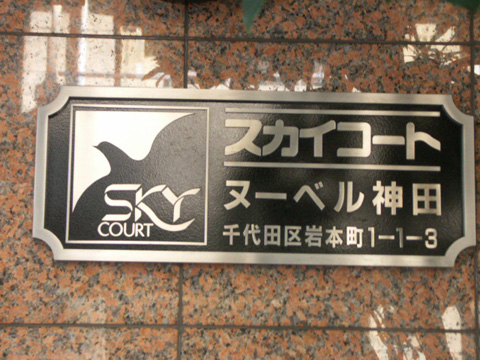 SKY
COURT
スカイコート
ヌーベル神田
千代田区岩本町1-1-3